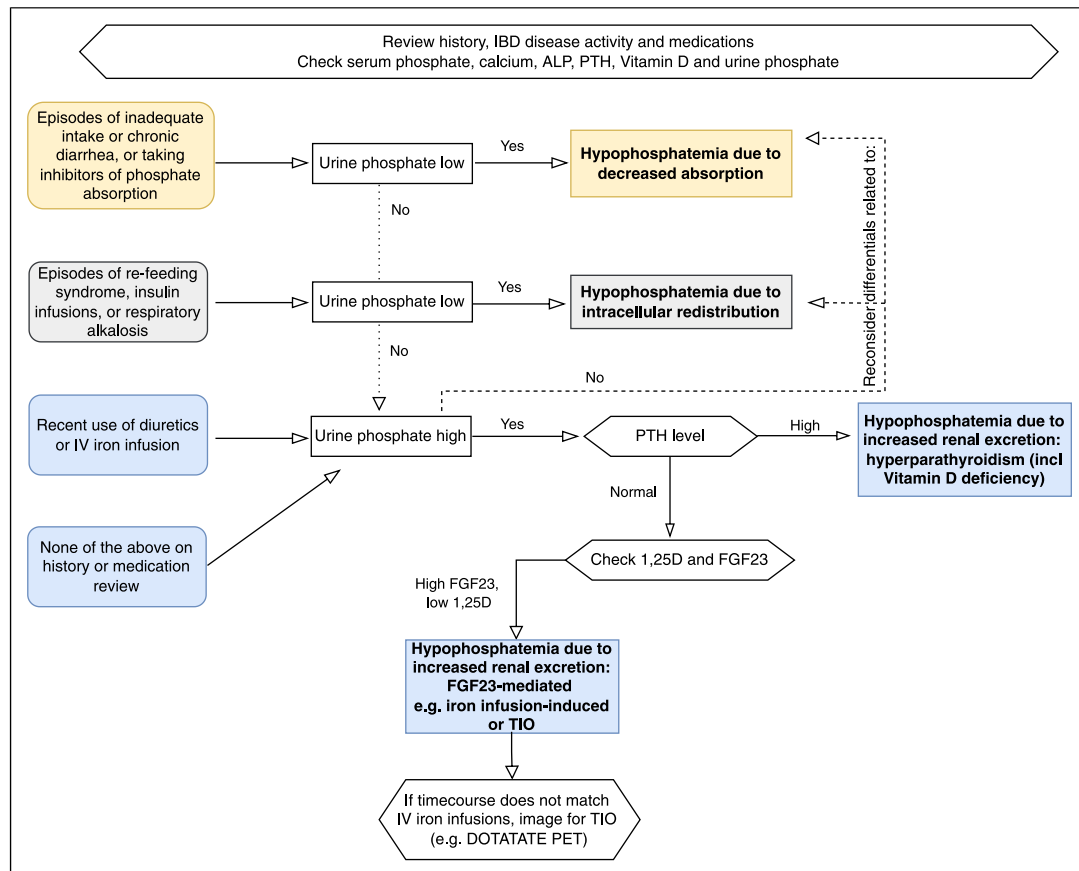 Review history, IBD disease activity and medications
Check serum phosphate, calcium, ALP, PTH, Vitamin D and urine phosphate
Episodes of inadequate
intake or chronic
diarrhea, or taking
inhibitors of phosphate
absorption
Urine phosphate low
Yes
Hypophosphatemia due to
decreased absorption
Reconsider differentials related to:
No
Episodes of re-feeding
syndrome, insulin
infusions, or respiratory
alkalosis
Urine phosphate low
Yes
Hypophosphatemia due to
intracellular redistribution
No
No
Recent use of diuretics
or IV iron infusion
Urine phosphate high
Yes
PTH level
High
Hypophosphatemia due to
increased renal excretion:
hyperparathyroidism (incl
Vitamin D deficiency)
Normal
None of the above on
history or medication
review
Check 1,25D and FGF23
High FGF23,
low 1,25D
Hypophosphatemia due to
increased renal excretion:
FGF23-mediated
e.g. iron infusion-induced
or TIO
If timecourse does not match
IV iron infusions, image for TIO
(e.g. DOTATATE PET)